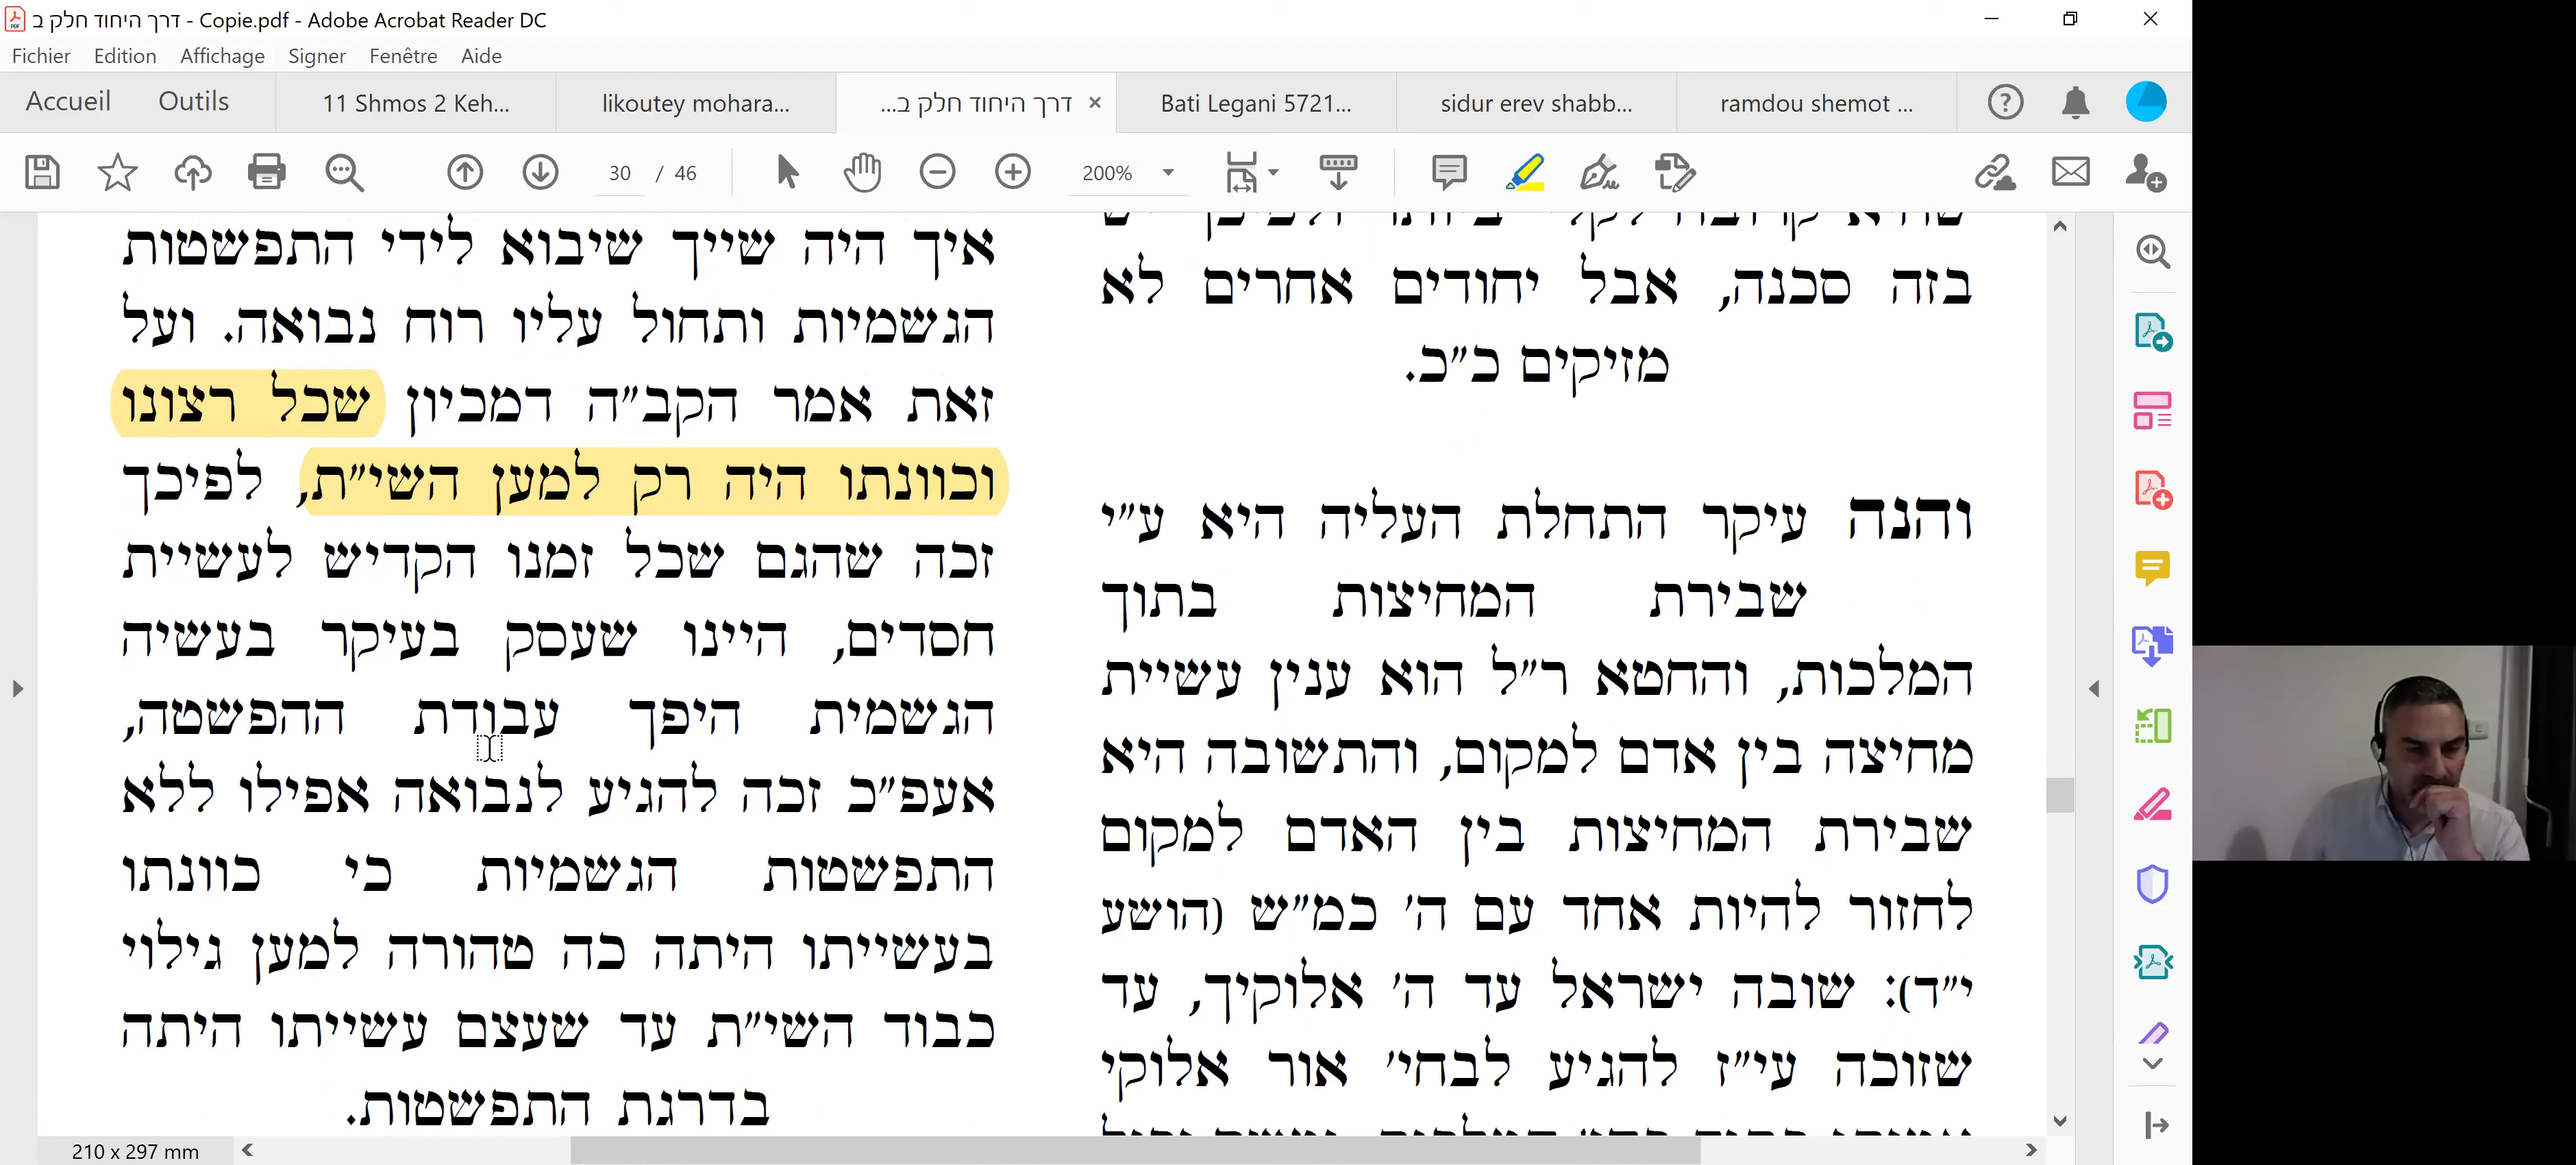 דרך היחוד חלק ב - Copie.pdf - Adobe Acrobat Reader DC
Fichier Edition Affichage Signer Fenêtre Aide
Accueil Outils 11 Shmos 2 Keh... likoutey mohara... דרך היחוד חלק ב... Bati Legani 5721... sidur erev shabb... ramdou shemot ...
30 / 46 200%
בזה סכנה, אבל יחודים אחרים לא
מזיקים כ"כ.
והנה עיקר התחלת העליה היא ע"י
שבירת המחיצות בתוך
המלכות, והחטא ר"ל הוא ענין עשיית
מחיצה בין אדם למקום, והתשובה היא
שבירת המחיצות בין האדם למקום
לחזור להיות אחד עם ה' כמ"ש (הושע
י"ד): שובה ישראל עד ה' אלוקיך, עד
שזוכה עי"ז להגיע לבחי' אור אלוקי
איך היה שייך שיבוא לידי התפשטות
הגשמיות ותחול עליו רוח נבואה. ועל
זאת אמר הקב"ה דמכיון שכל רצונו
וכוונתו היה רק למען השי"ת, לפיכך
זכה שהגם שכל זמנו הקדיש לעשיית
חסדים, היינו שעסק בעיקר בעשיה
הגשמית היפך עבודת ההפשטה,
אעפ"כ זכה להגיע לנבואה אפילו ללא
התפשטות הגשמיות כי כוונתו
בעשייתו היתה כה טהורה למען גילוי
כבוד השי"ת עד שעצם עשייתו היתה
בדרגת התפשטות.
210 x 297 mm